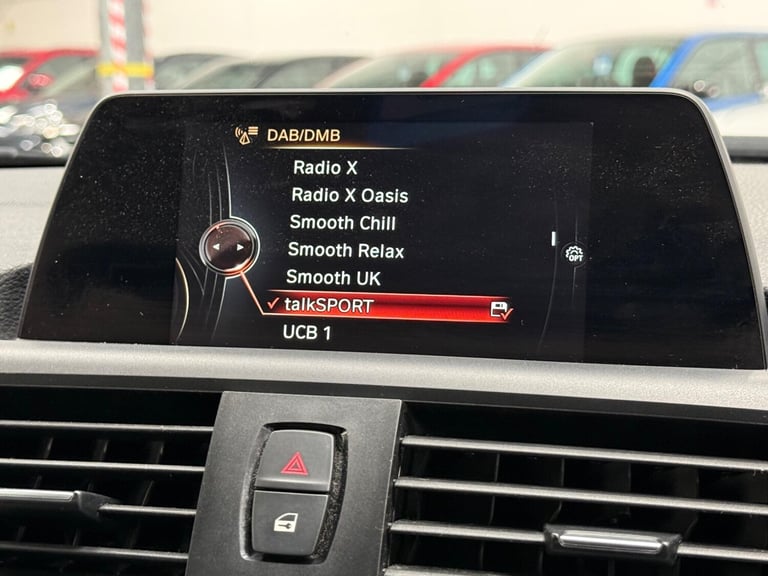 DAB/DMB
Radio X
Radio X Oasis
Smooth Chill
Smooth Relax
Smooth UK
talkSPORT
UCB 1
OPT